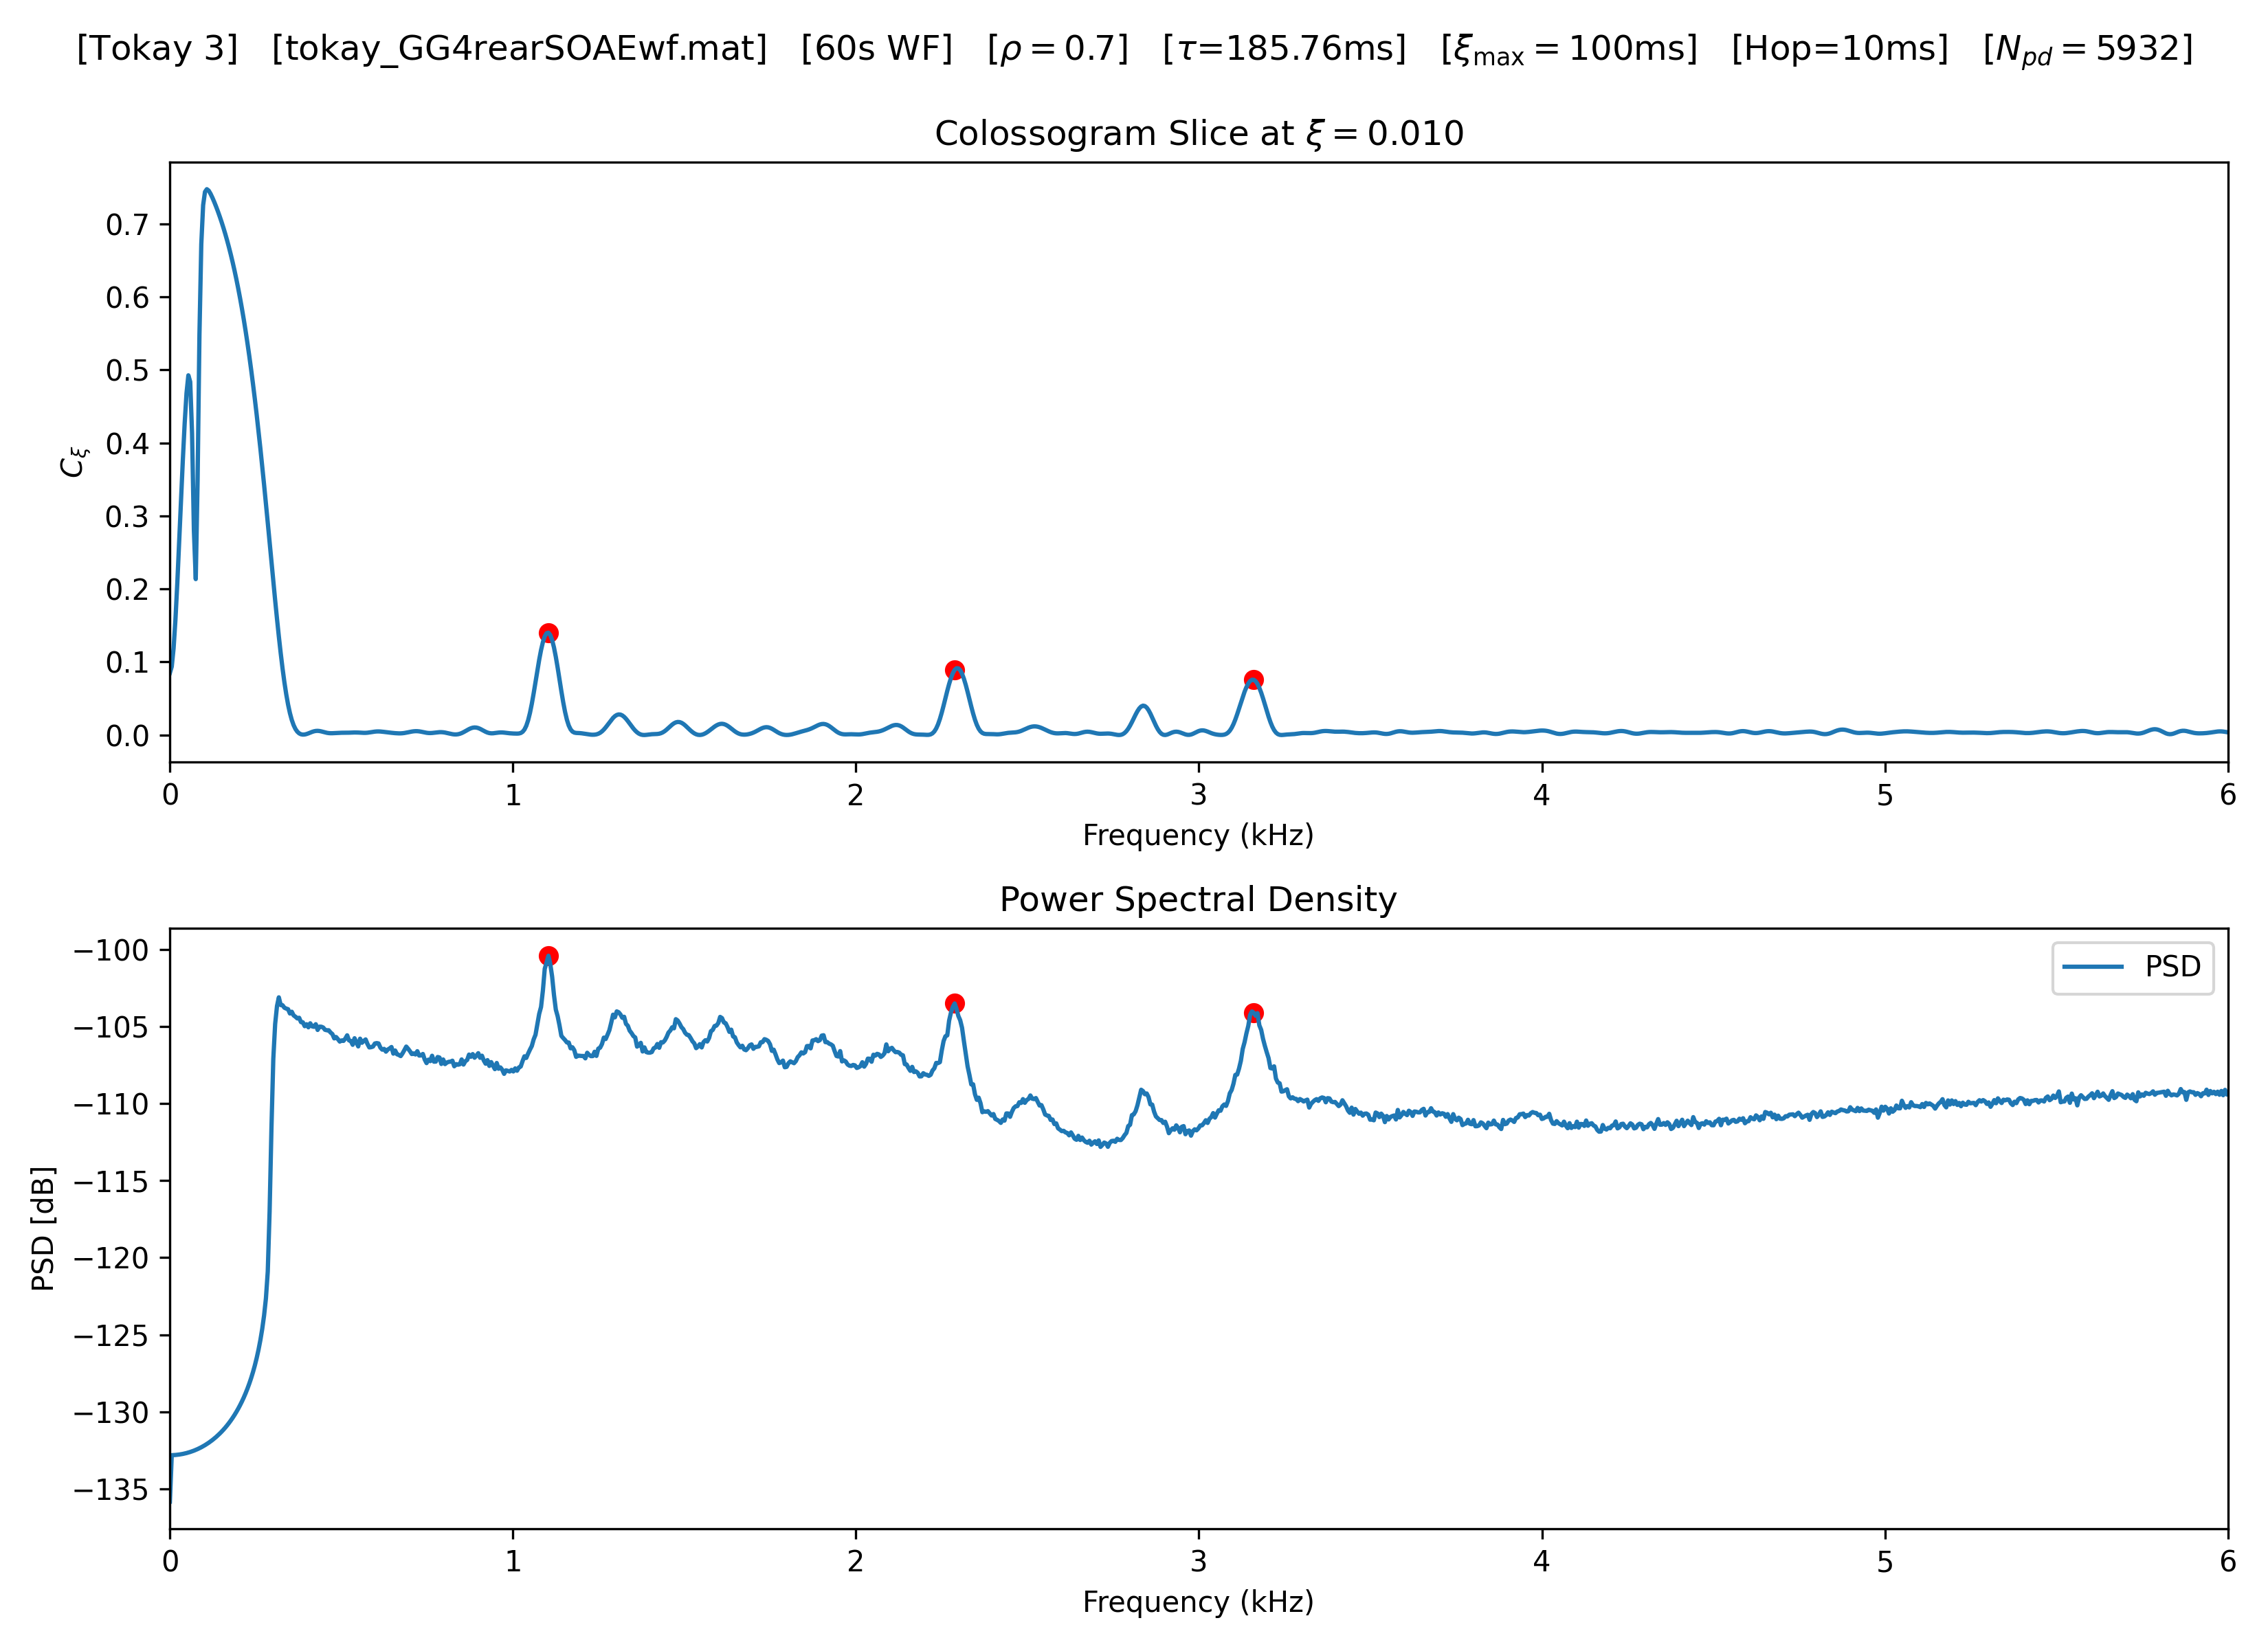 [Tokay 3] [tokay_GG4rearSOAEwf.mat] [60s WF] [ρ = 0.7] [τ=185.76ms] [ξmax = 100ms] [Hop=10ms] [Npd = 5932]
Colossogram Slice at ξ = 0.010
0.7
0.6
0.5
0.4
0.3
0.2
0.1
0.0
Cξ
0 1 2 3 4 5 6
Frequency (kHz)
Power Spectral Density
PSD
−100
−105
−110
−115
−120
−125
−130
−135
PSD [dB]
0 1 2 3 4 5 6
Frequency (kHz)